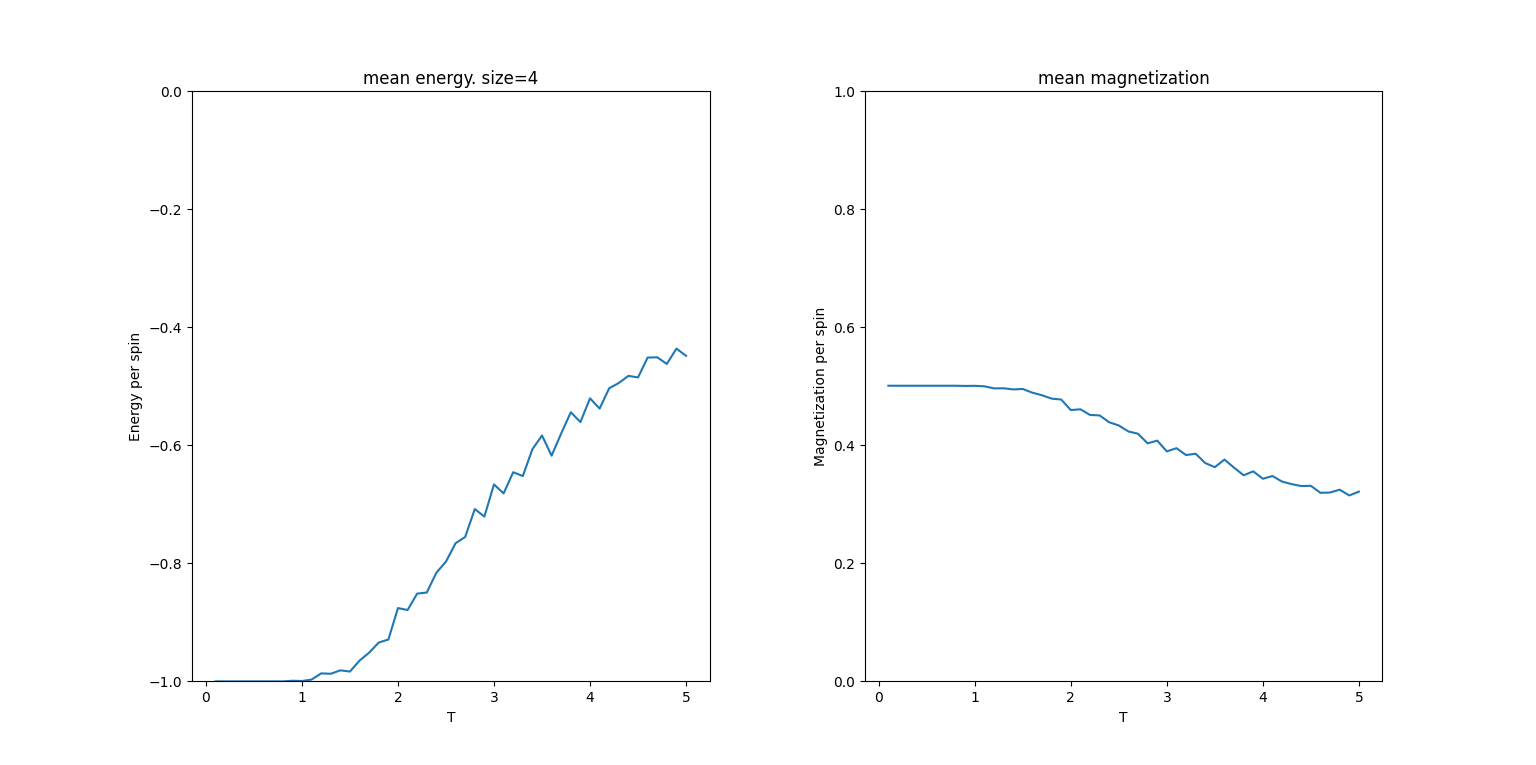 mean energy. size=4
0.0
−0.2
−0.4
−0.6
−0.8
−1.0
Energy per spin
0 1 2 3 4 5
T
mean magnetization
1.0
0.8
0.6
0.4
0.2
0.0
Magnetization per spin
0 1 2 3 4 5
T